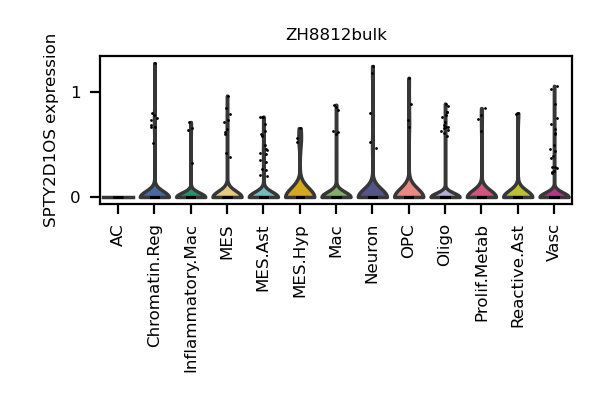 ZH8812bulk
SPTY2D1OS expression
1
0
AC
Chromatin.Reg
Inflammatory.Mac
MES
MES.Ast
MES.Hyp
Mac
Neuron
OPC
Oligo
Prolif.Metab
Reactive.Ast
Vasc